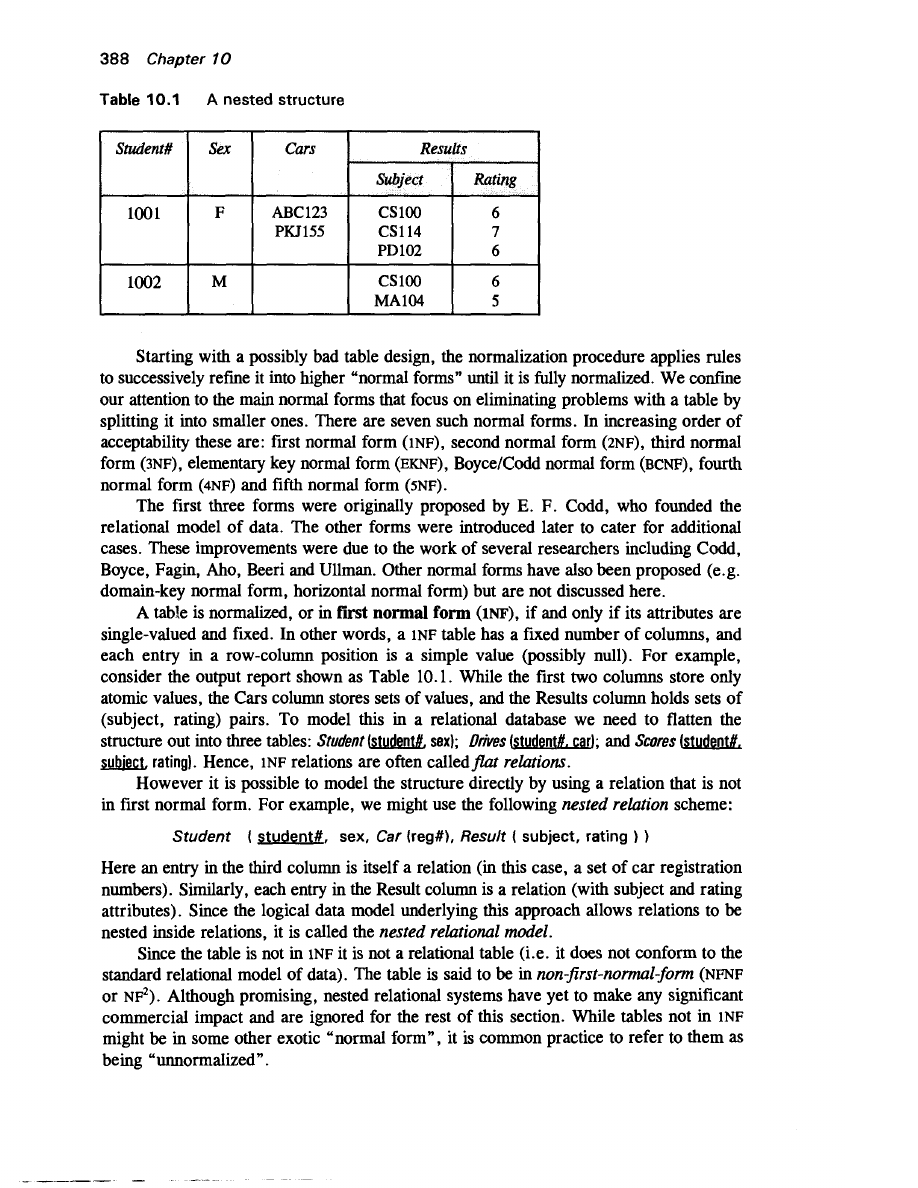 388 Chapter 10
Table 10.1 A nested structure
Student# Sex Cars Results
Subject Rating
1001 F ABC123 CS100 6
PKJ155 CS114 7
PD102 6
1002 M CS100 6
MA104 5
Starting with a possibly bad table design, the normalization procedure applies rules
to successively refine it into higher “normal forms” until it is fully normalized. We confine
our attention to the main normal forms that focus on eliminating problems with a table by
splitting it into smaller ones. There are seven such normal forms. In increasing order of
acceptability these are: first normal form (1NF), second normal form (2NF), third normal
form (3NF), elementary key normal form (EKNF), Boyce/Codd normal form (BCNF), fourth
normal form (4NF) and fifth normal form (5NF).
The first three forms were originally proposed by E. F. Codd, who founded the
relational model of data. The other forms were introduced later to cater for additional
cases. These improvements were due to the work of several researchers including Codd,
Boyce, Fagin, Aho, Beeri and Ullman. Other normal forms have also been proposed (e.g.
domain-key normal form, horizontal normal form) but are not discussed here.
A table is normalized, or in first normal form (1NF), if and only if its attributes are
single-valued and fixed. In other words, a 1NF table has a fixed number of columns, and
each entry in a row-column position is a simple value (possibly null). For example,
consider the output report shown as Table 10.1. While the first two columns store only
atomic values, the Cars column stores sets of values, and the Results column holds sets of
(subject, rating) pairs. To model this in a relational database we need to flatten the
structure out into three tables: Student (student#, sex); Drives (student#, car); and Scores (student#,
subject, rating). Hence, 1NF relations are often called flat relations.
However it is possible to model the structure directly by using a relation that is not
in first normal form. For example, we might use the following nested relation scheme:
Student ( student#, sex, Car (reg#), Result ( subject, rating ) )
Here an entry in the third column is itself a relation (in this case, a set of car registration
numbers). Similarly, each entry in the Result column is a relation (with subject and rating
attributes). Since the logical data model underlying this approach allows relations to be
nested inside relations, it is called the nested relational model.
Since the table is not in 1NF it is not a relational table (i.e. it does not conform to the
standard relational model of data). The table is said to be in non-first-normal-form (NFNF
or NF²). Although promising, nested relational systems have yet to make any significant
commercial impact and are ignored for the rest of this section. While tables not in 1NF
might be in some other exotic “normal form”, it is common practice to refer to them as
being “unnormalized”.